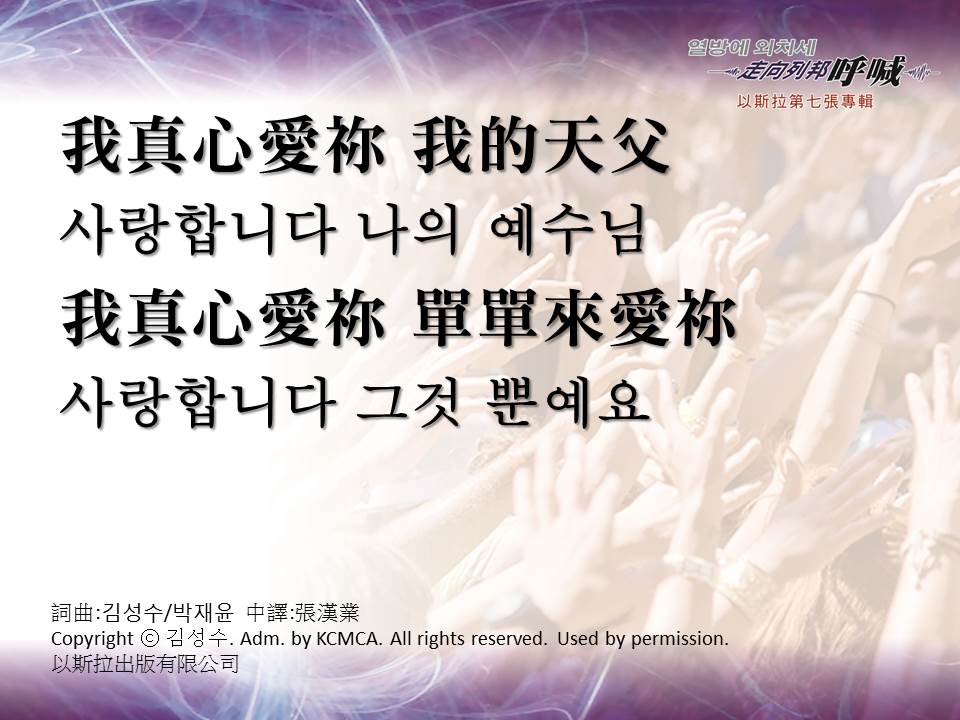 열방에 외치세
走向列邦呼喊
以斯拉第七張專輯
我真心愛祢 我的天父
사랑합니다 나의 예수님
我真心愛祢 單單來愛祢
사랑합니다 그것 뿐예요
詞曲:김성수/박재윤 中譯:張漢業
Copyright ⓒ 김성수. Adm. by KCMCA. All rights reserved. Used by permission.
以斯拉出版有限公司